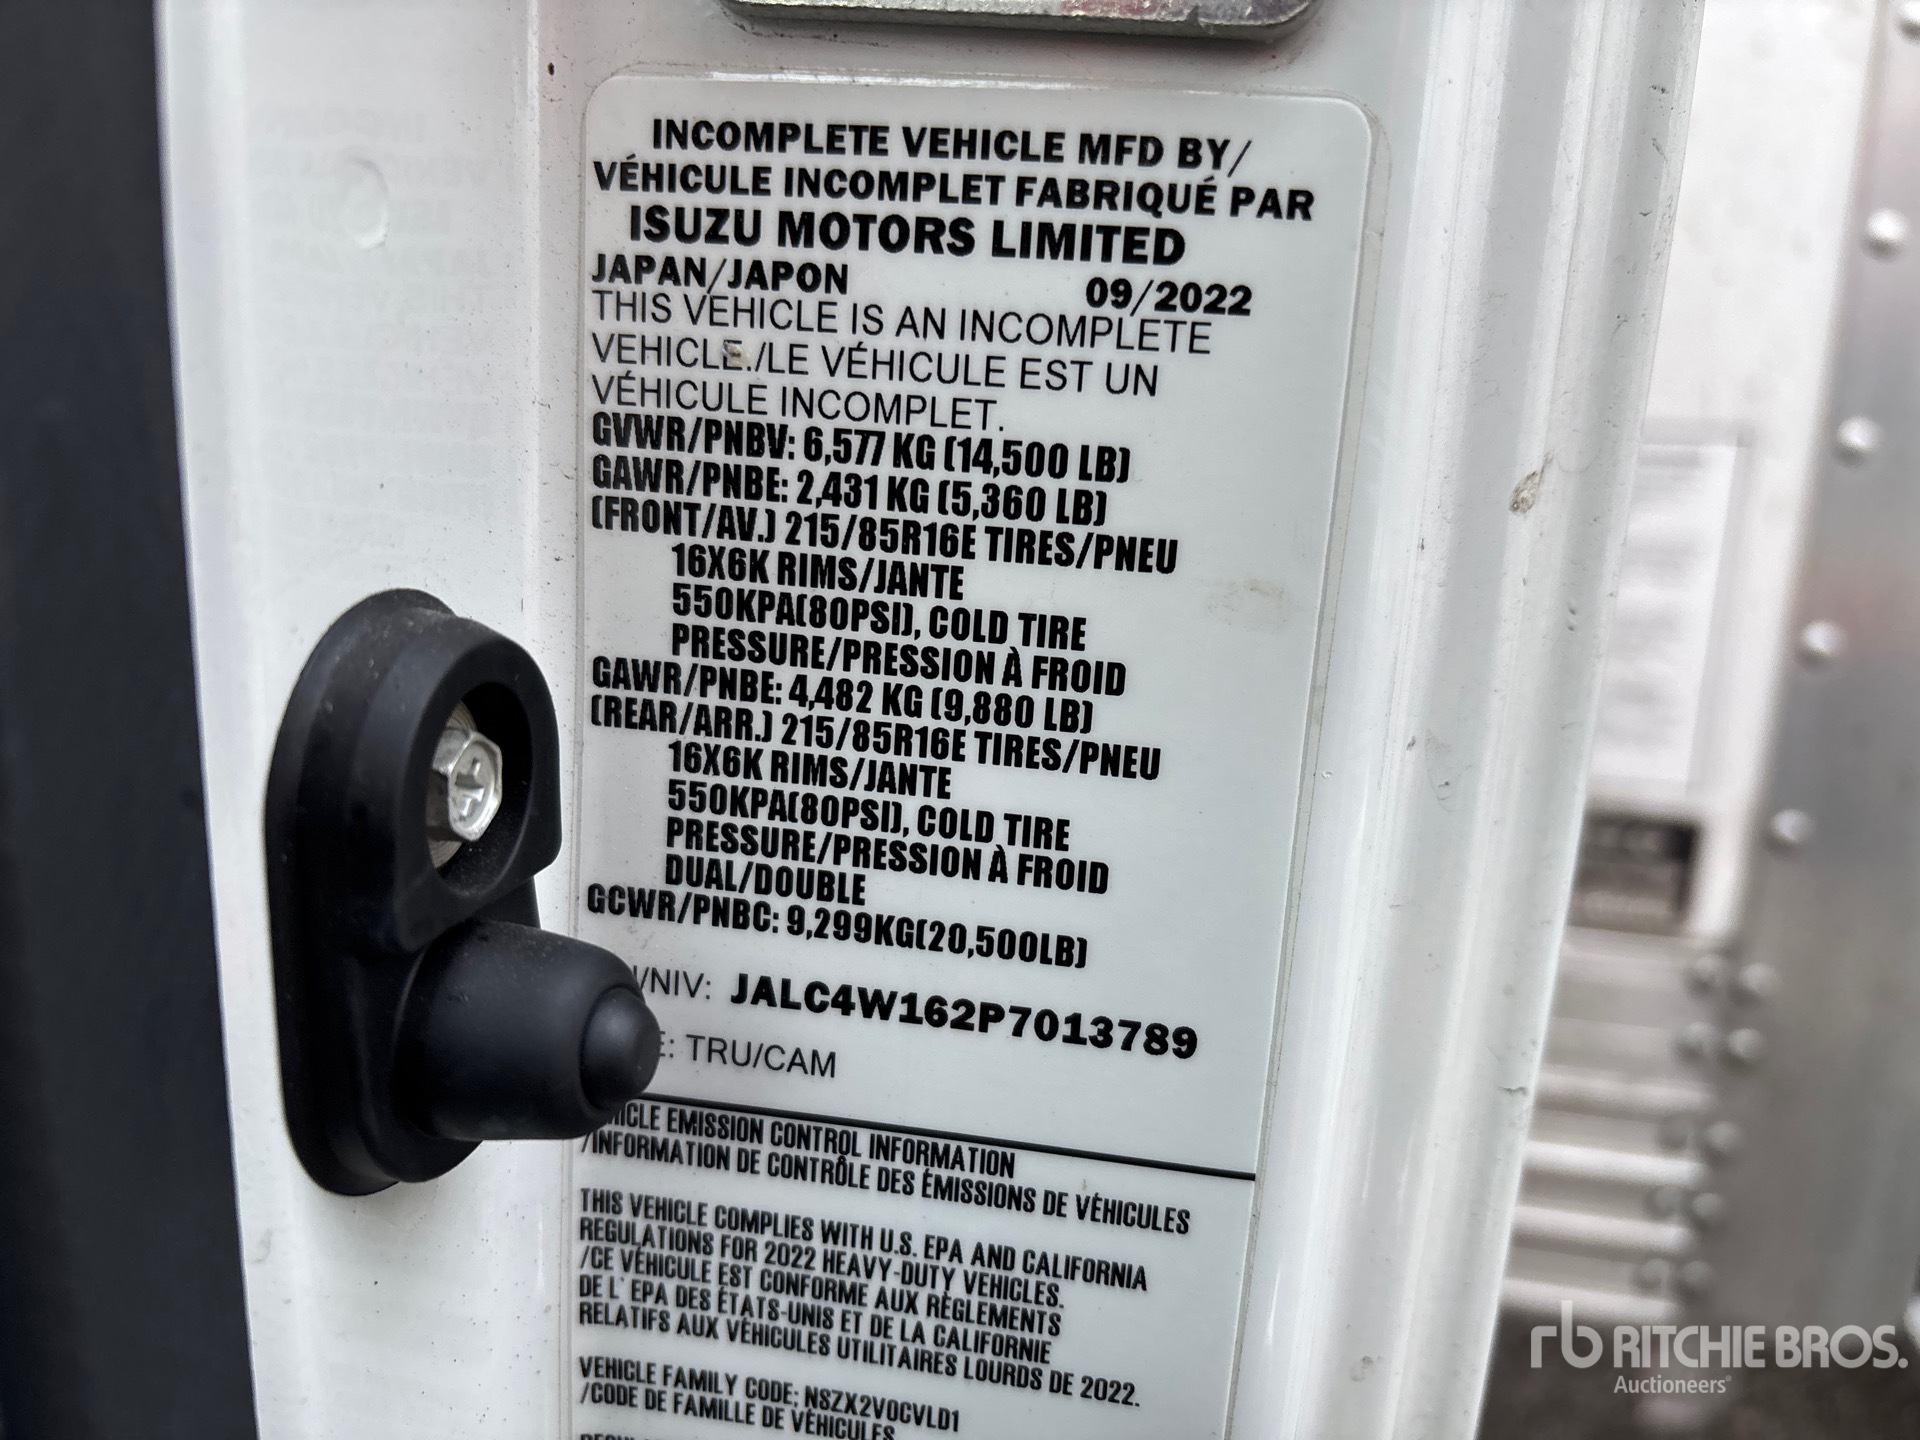 INCOMPLETE VEHICLE MFD BY/
VÉHICULE INCOMPLET FABRIQUÉ PAR
ISUZU MOTORS LIMITED
JAPAN/JAPON 09/2022
THIS VEHICLE IS AN INCOMPLETE
VEHICLE./LE VÉHICULE EST UN
VÉHICULE INCOMPLET.
GVWR/PNBV: 6,577 KG (14,500 LB)
GAWR/PNBE: 2,431 KG (5,360 LB)
(FRONT/AV.) 215/85R16E TIRES/PNEU
16X6K RIMS/JANTE
550KPA(80PSI), COLD TIRE
PRESSURE/PRESSION À FROID
GAWR/PNBE: 4,482 KG (9,880 LB)
(REAR/ARR.) 215/85R16E TIRES/PNEU
16X6K RIMS/JANTE
550KPA(80PSI), COLD TIRE
PRESSURE/PRESSION À FROID
DUAL/DOUBLE
GCWR/PNBC: 9,299KG(20,500LB)
/NIV: JALC4W162P7013789
E: TRU/CAM
ICLE EMISSION CONTROL INFORMATION
/INFORMATION DE CONTRÔLE DES ÉMISSIONS DE VÉHICULES
THIS VEHICLE COMPLIES WITH U.S. EPA AND CALIFORNIA
REGULATIONS FOR 2022 HEAVY-DUTY VEHICLES.
/CE VÉHICULE EST CONFORME AUX RÈGLEMENTS
DE L'EPA DES ÉTATS-UNIS ET DE LA CALIFORNIE
RELATIFS AUX VÉHICULES UTILITAIRES LOURDS DE 2022.
VEHICLE FAMILY CODE; NSZX2V0CVLD1
/CODE DE FAMILLE DE VÉHICULES
rb RITCHIE BROS.
Auctioneers